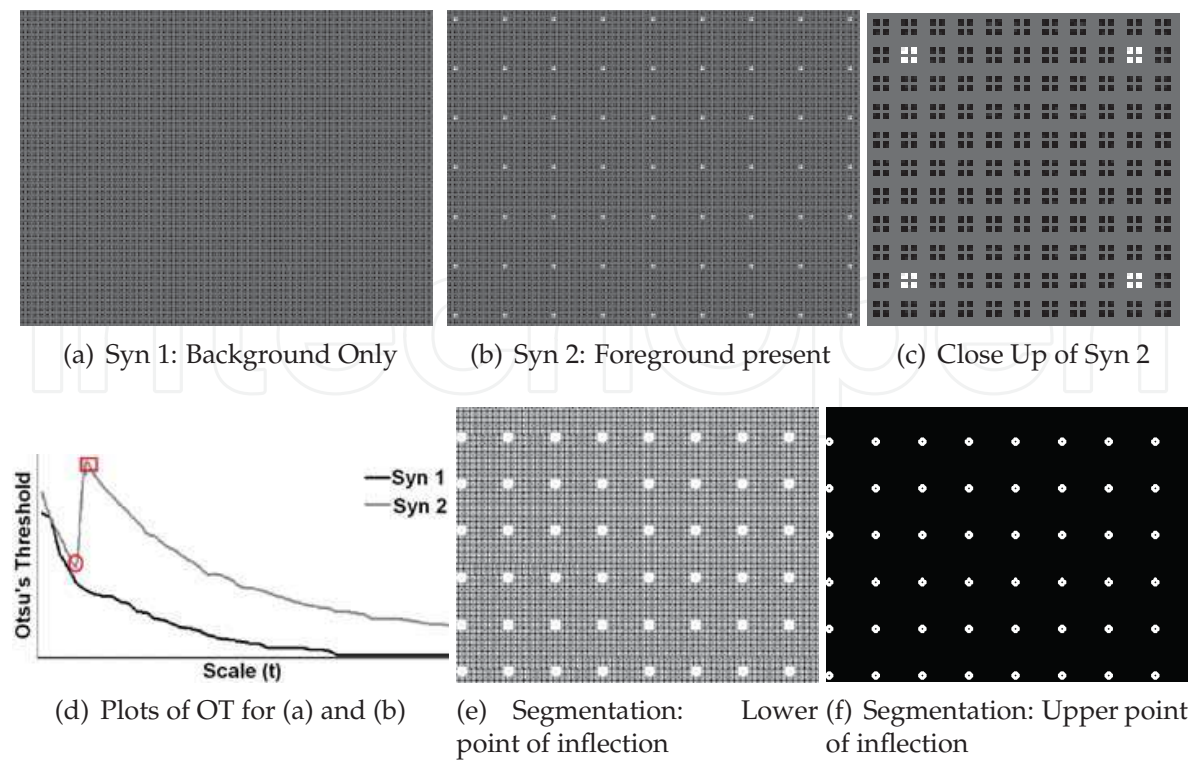 (a) Syn 1: Background Only
(b) Syn 2: Foreground present
(c) Close Up of Syn 2
Otsu's Threshold
Syn 1
Syn 2
Scale (t)
(d) Plots of OT for (a) and (b)
(e) Segmentation: Lower
point of inflection
(f) Segmentation: Upper point
of inflection
IntechOpen